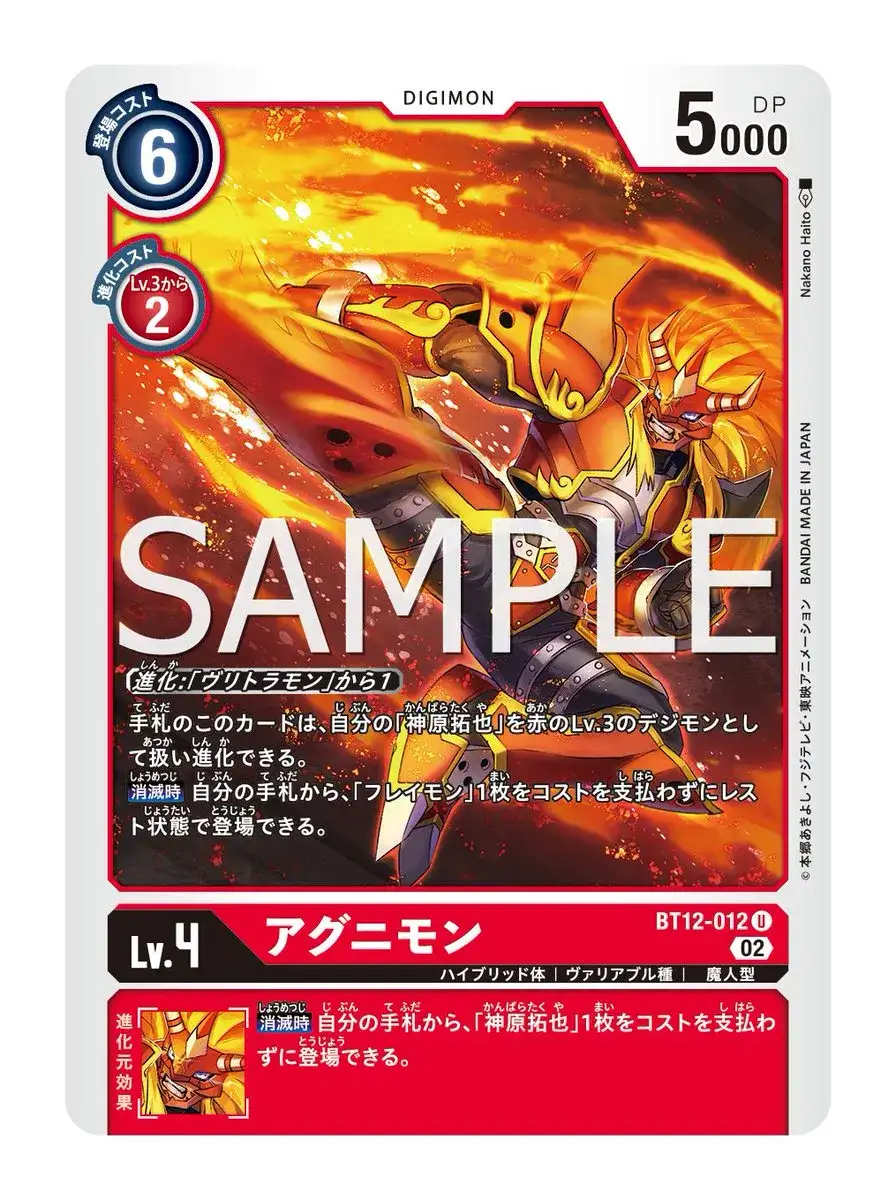 DIGIMON
登場コスト
6
DP
5000
進化コスト
Lv.3から
2
Nakano Haito
SAMPLE
進化:「ヴリトラモン」から1
手札のこのカードは、自分の「神原拓也」を赤のLv.3のデジモンとし
て扱い進化できる。
消滅時 自分の手札から、「フレイモン」1枚をコストを支払わずにレス
ト状態で登場できる。
© 本郷あきよし・フジテレビ・東映アニメーション BANDAI MADE IN JAPAN
Lv.4
アグニモン
BT12-012 U
02
ハイブリッド体 | ヴァリアブル種 | 魔人型
進化元効果
消滅時 自分の手札から、「神原拓也」1枚をコストを支払わ
ずに登場できる。